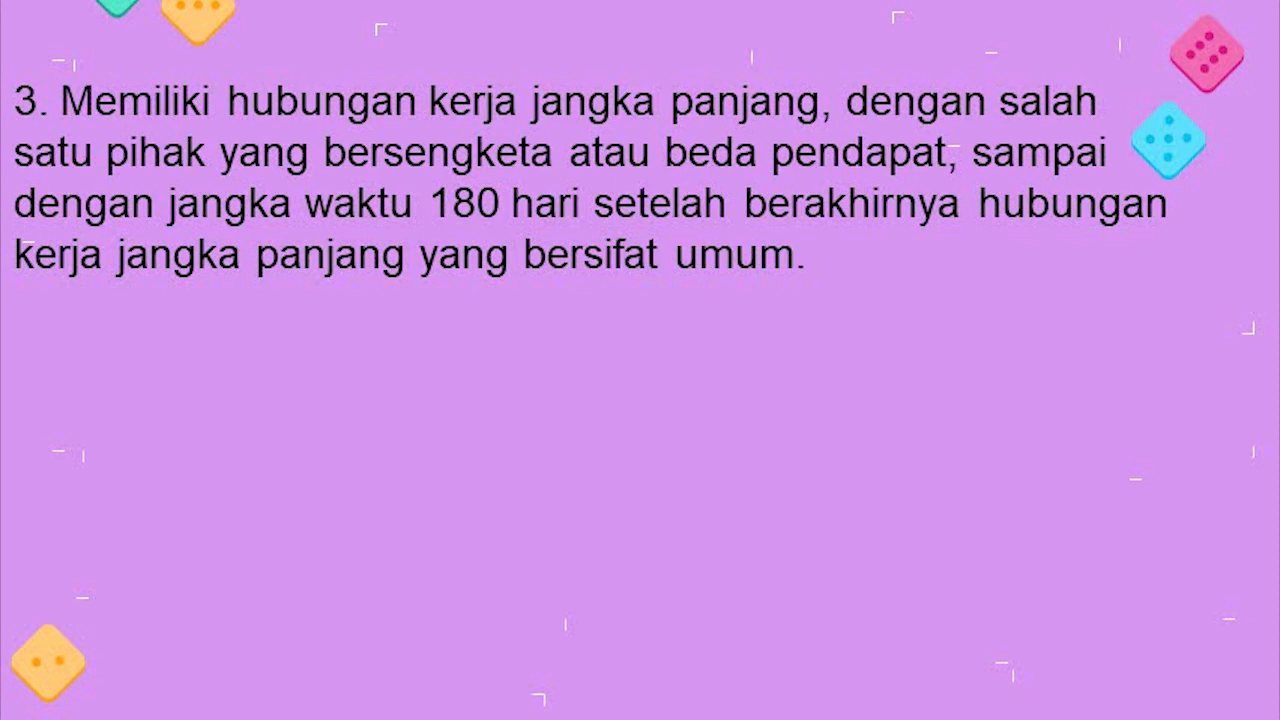 3. Memiliki hubungan kerja jangka panjang, dengan salah
satu pihak yang bersengketa atau beda pendapat, sampai
dengan jangka waktu 180 hari setelah berakhirnya hubungan
kerja jangka panjang yang bersifat umum.